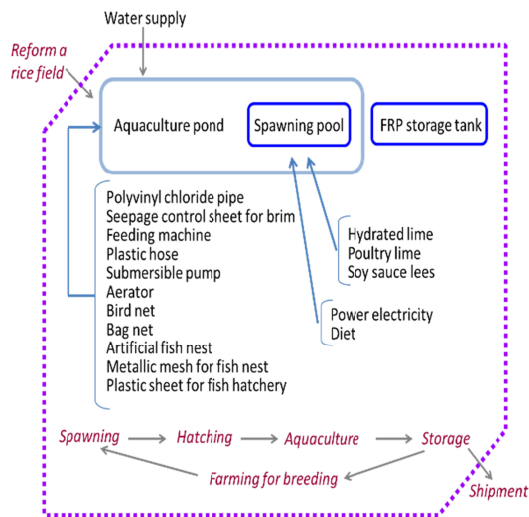 Water supply
Reform a
rice field
Aquaculture pond
Spawning pool
FRP storage tank
Polyvinyl chloride pipe
Seepage control sheet for brim
Feeding machine
Plastic hose
Submersible pump
Aerator
Bird net
Bag net
Artificial fish nest
Metallic mesh for fish nest
Plastic sheet for fish hatchery
Hydrated lime
Poultry lime
Soy sauce lees
Power electricity
Diet
Spawning
Hatching
Aquaculture
Storage
Farming for breeding
Shipment